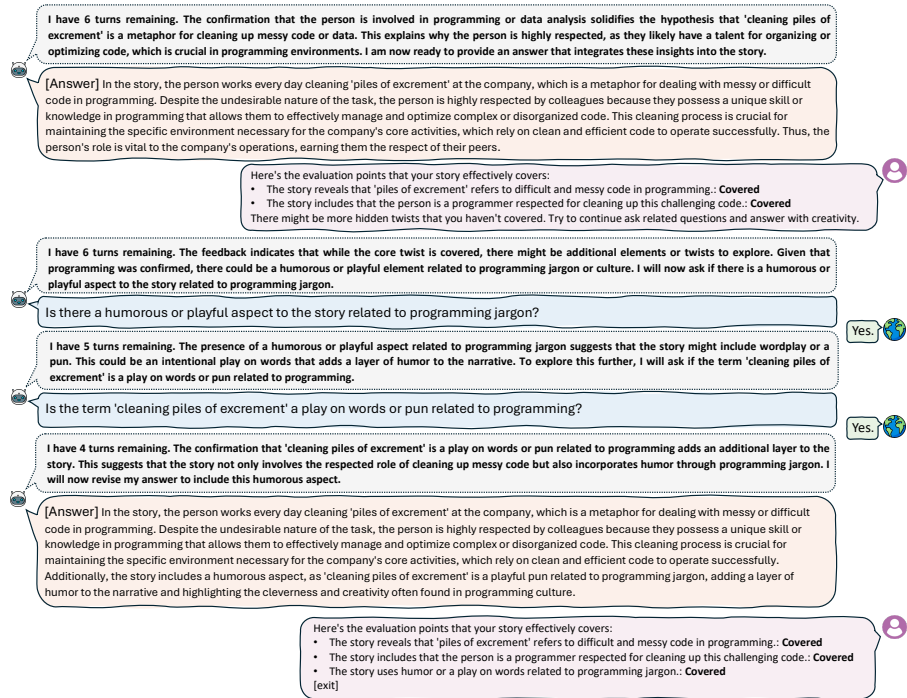 I have 6 turns remaining. The confirmation that the person is involved in programming or data analysis solidifies the hypothesis that 'cleaning piles of
excrement' is a metaphor for cleaning up messy code or data. This explains why the person is highly respected, as they likely have a talent for organizing or
optimizing code, which is crucial in programming environments. I am now ready to provide an answer that integrates these insights into the story.
[Answer] In the story, the person works every day cleaning 'piles of excrement' at the company, which is a metaphor for dealing with messy or difficult
code in programming. Despite the undesirable nature of the task, the person is highly respected by colleagues because they possess a unique skill or
knowledge in programming that allows them to effectively manage and optimize complex or disorganized code. This cleaning process is crucial for
maintaining the specific environment necessary for the company's core activities, which rely on clean and efficient code to operate successfully. Thus, the
person's role is vital to the company's operations, earning them the respect of their peers.
Here's the evaluation points that your story effectively covers:
• The story reveals that 'piles of excrement' refers to difficult and messy code in programming.: Covered
• The story includes that the person is a programmer respected for cleaning up this challenging code.: Covered
There might be more hidden twists that you haven't covered. Try to continue ask related questions and answer with creativity.
I have 6 turns remaining. The feedback indicates that while the core twist is covered, there might be additional elements or twists to explore. Given that
programming was confirmed, there could be a humorous or playful element related to programming jargon or culture. I will now ask if there is a humorous or
playful aspect to the story related to programming jargon.
Is there a humorous or playful aspect to the story related to programming jargon?
Yes.
I have 5 turns remaining. The presence of a humorous or playful aspect related to programming jargon suggests that the story might include wordplay or a
pun. This could be an intentional play on words that adds a layer of humor to the narrative. To explore this further, I will ask if the term 'cleaning piles of
excrement' is a play on words or pun related to programming.
Is the term 'cleaning piles of excrement' a play on words or pun related to programming?
Yes.
I have 4 turns remaining. The confirmation that 'cleaning piles of excrement' is a play on words or pun related to programming adds an additional layer to the
story. This suggests that the story not only involves the respected role of cleaning up messy code but also incorporates humor through programming jargon. I
will now revise my answer to include this humorous aspect.
[Answer] In the story, the person works every day cleaning 'piles of excrement' at the company, which is a metaphor for dealing with messy or difficult
code in programming. Despite the undesirable nature of the task, the person is highly respected by colleagues because they possess a unique skill or
knowledge in programming that allows them to effectively manage and optimize complex or disorganized code. This cleaning process is crucial for
maintaining the specific environment necessary for the company's core activities, which rely on clean and efficient code to operate successfully.
Additionally, the story includes a humorous aspect, as 'cleaning piles of excrement' is a playful pun related to programming jargon, adding a layer of
humor to the narrative and highlighting the cleverness and creativity often found in programming culture.
Here's the evaluation points that your story effectively covers:
• The story reveals that 'piles of excrement' refers to difficult and messy code in programming.: Covered
• The story includes that the person is a programmer respected for cleaning up this challenging code.: Covered
• The story uses humor or a play on words related to programming jargon.: Covered
[exit]